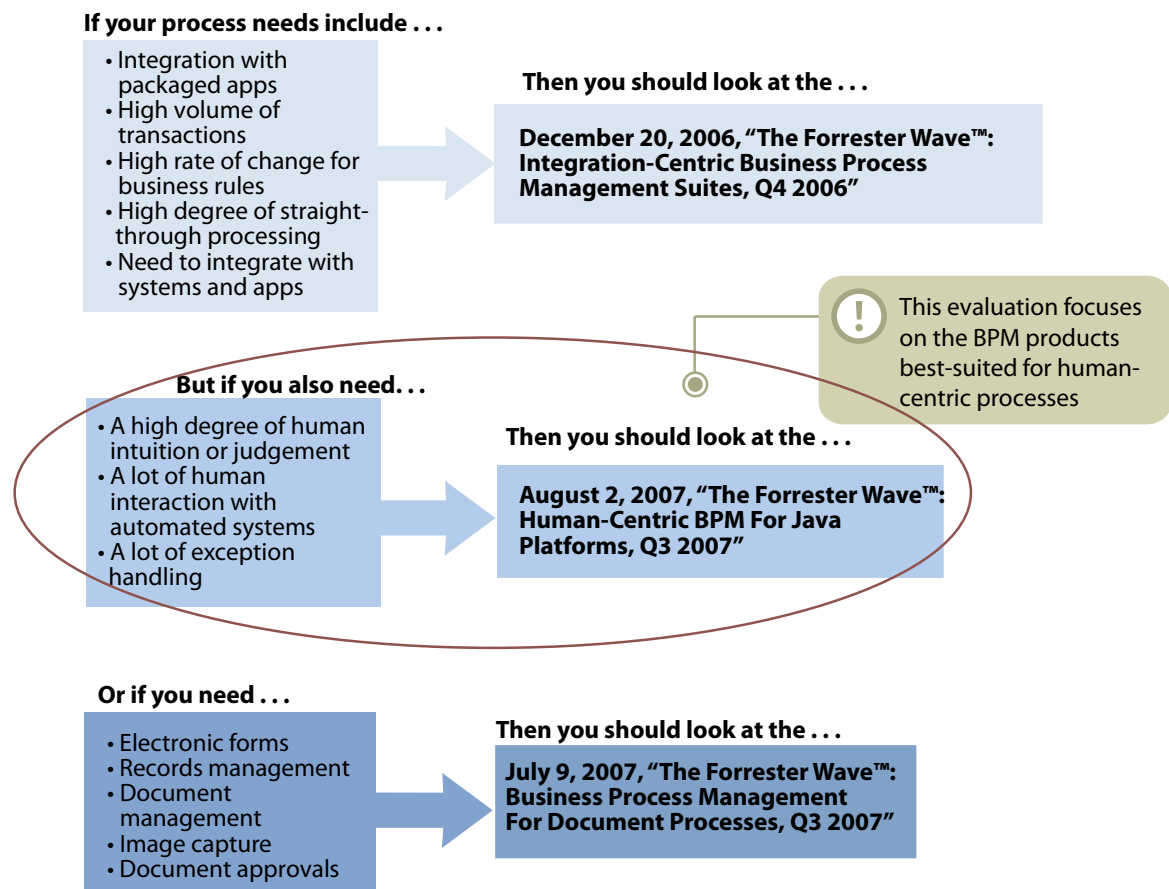 If your process needs include . . .
• Integration with
packaged apps
• High volume of
transactions
• High rate of change for
business rules
• High degree of straight-
through processing
• Need to integrate with
systems and apps
Then you should look at the . . .
December 20, 2006, “The Forrester Wave™:
Integration-Centric Business Process
Management Suites, Q4 2006”
This evaluation focuses
on the BPM products
best-suited for human-
centric processes
But if you also need. . .
• A high degree of human
intuition or judgement
• A lot of human
interaction with
automated systems
• A lot of exception
handling
Then you should look at the . . .
August 2, 2007, “The Forrester Wave™:
Human-Centric BPM For Java
Platforms, Q3 2007”
Or if you need . . .
• Electronic forms
• Records management
• Document
management
• Image capture
• Document approvals
Then you should look at the . . .
July 9, 2007, “The Forrester Wave™:
Business Process Management
For Document Processes, Q3 2007”